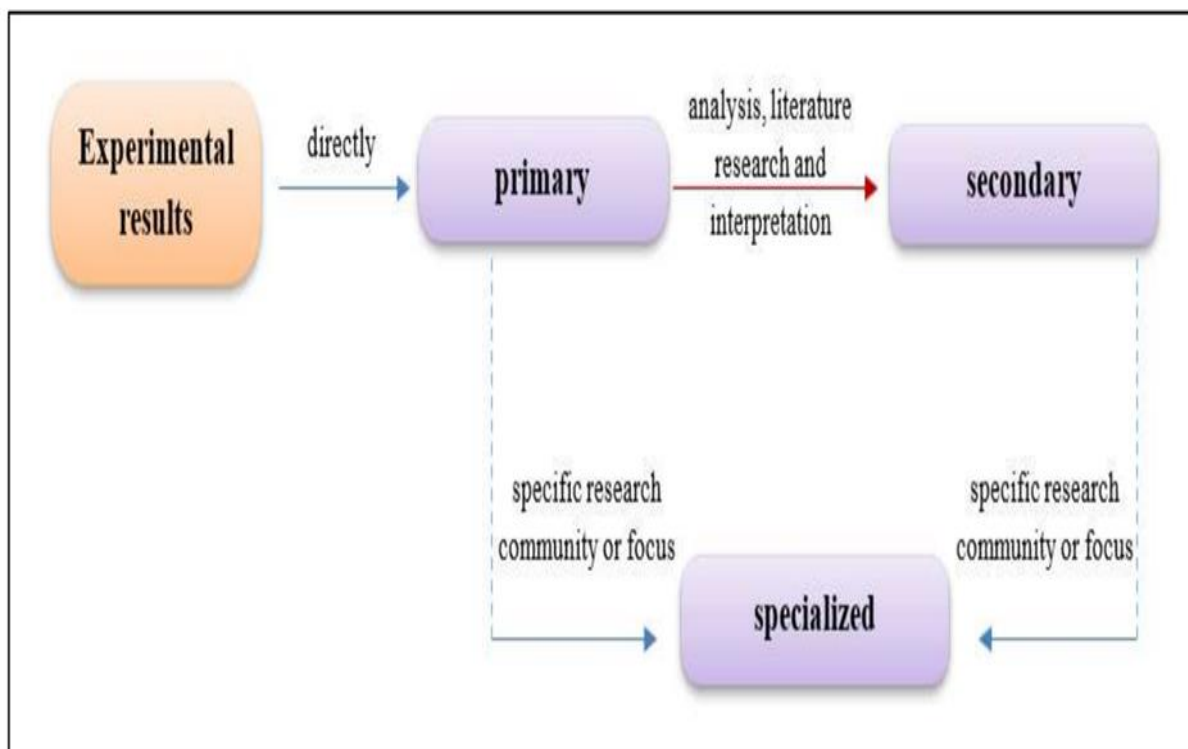 Experimental
results
directly
primary
analysis, literature
research and
interpretation
secondary
specific research
community or focus
specific research
community or focus
specialized